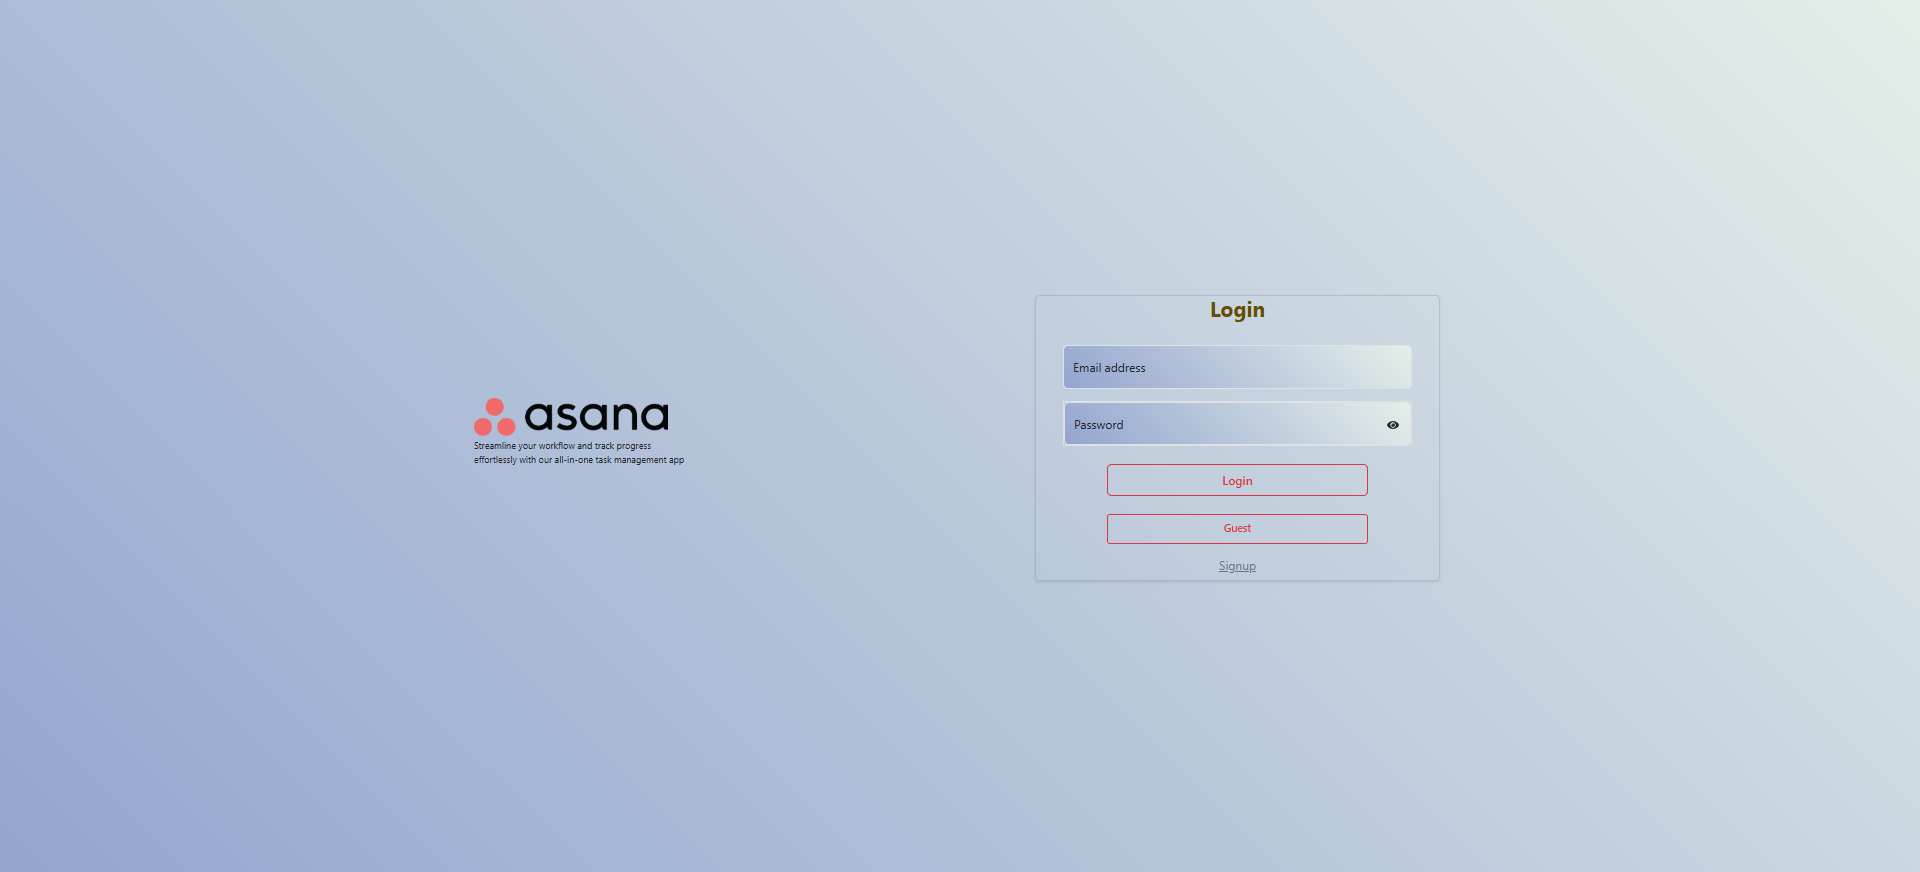 asana
Streamline your workflow and track progress
effortlessly with our all-in-one task management app
Login
Email address
Password
Login
Guest
Signup